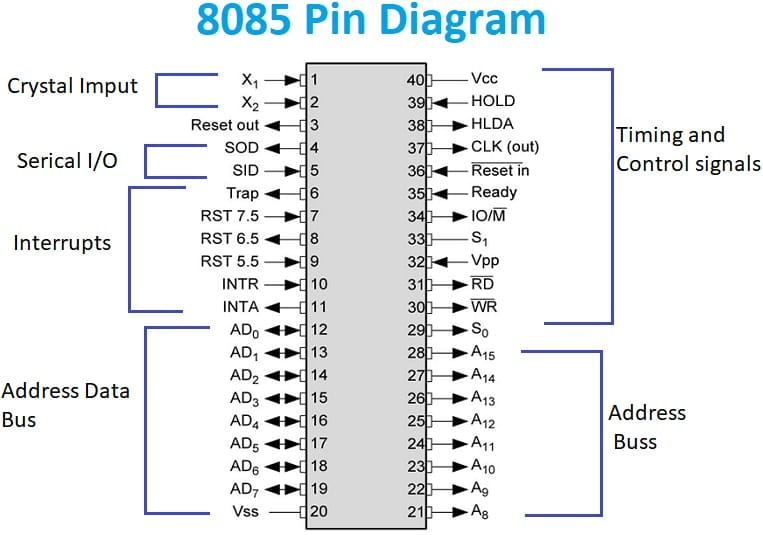 8085 Pin Diagram
Crystal Imput
X₁ 1 40 Vcc
X₂ 2 39 HOLD
Reset out 3 38 HLDA
Serical I/O
SOD 4 37 CLK (out)
SID 5 36 R̅e̅s̅e̅t̅ ̅i̅n̅
Timing and
Control signals
Interrupts
Trap 6 35 Ready
RST 7.5 7 34 IO/M̅
RST 6.5 8 33 S₁
RST 5.5 9 32 Vpp
INTR 10 31 R̅D̅
INTA 11 30 W̅R̅
AD₀ 12 29 S₀
Address Data
Bus
AD₁ 13 28 A₁₅
AD₂ 14 27 A₁₄
AD₃ 15 26 A₁₃
AD₄ 16 25 A₁₂
AD₅ 17 24 A₁₁
AD₆ 18 23 A₁₀
AD₇ 19 22 A₉
Vss 20 21 A₈
Address
Buss